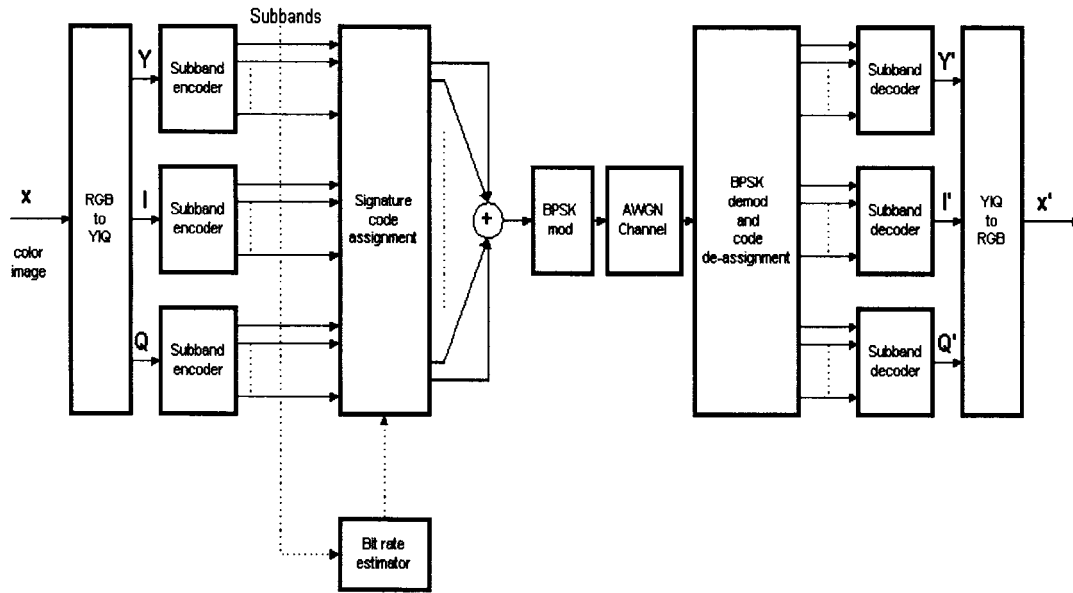 Subbands
Y
Subband
encoder
I
Subband
encoder
Q
Subband
encoder
x
color
image
RGB
to
YIQ
Signature
code
assignment
+
BPSK
mod
AWGN
Channel
BPSK
demod
and
code
de-assignment
Subband
decoder
Y'
Subband
decoder
I'
Subband
decoder
Q'
YIQ
to
RGB
x'
Bit rate
estimator